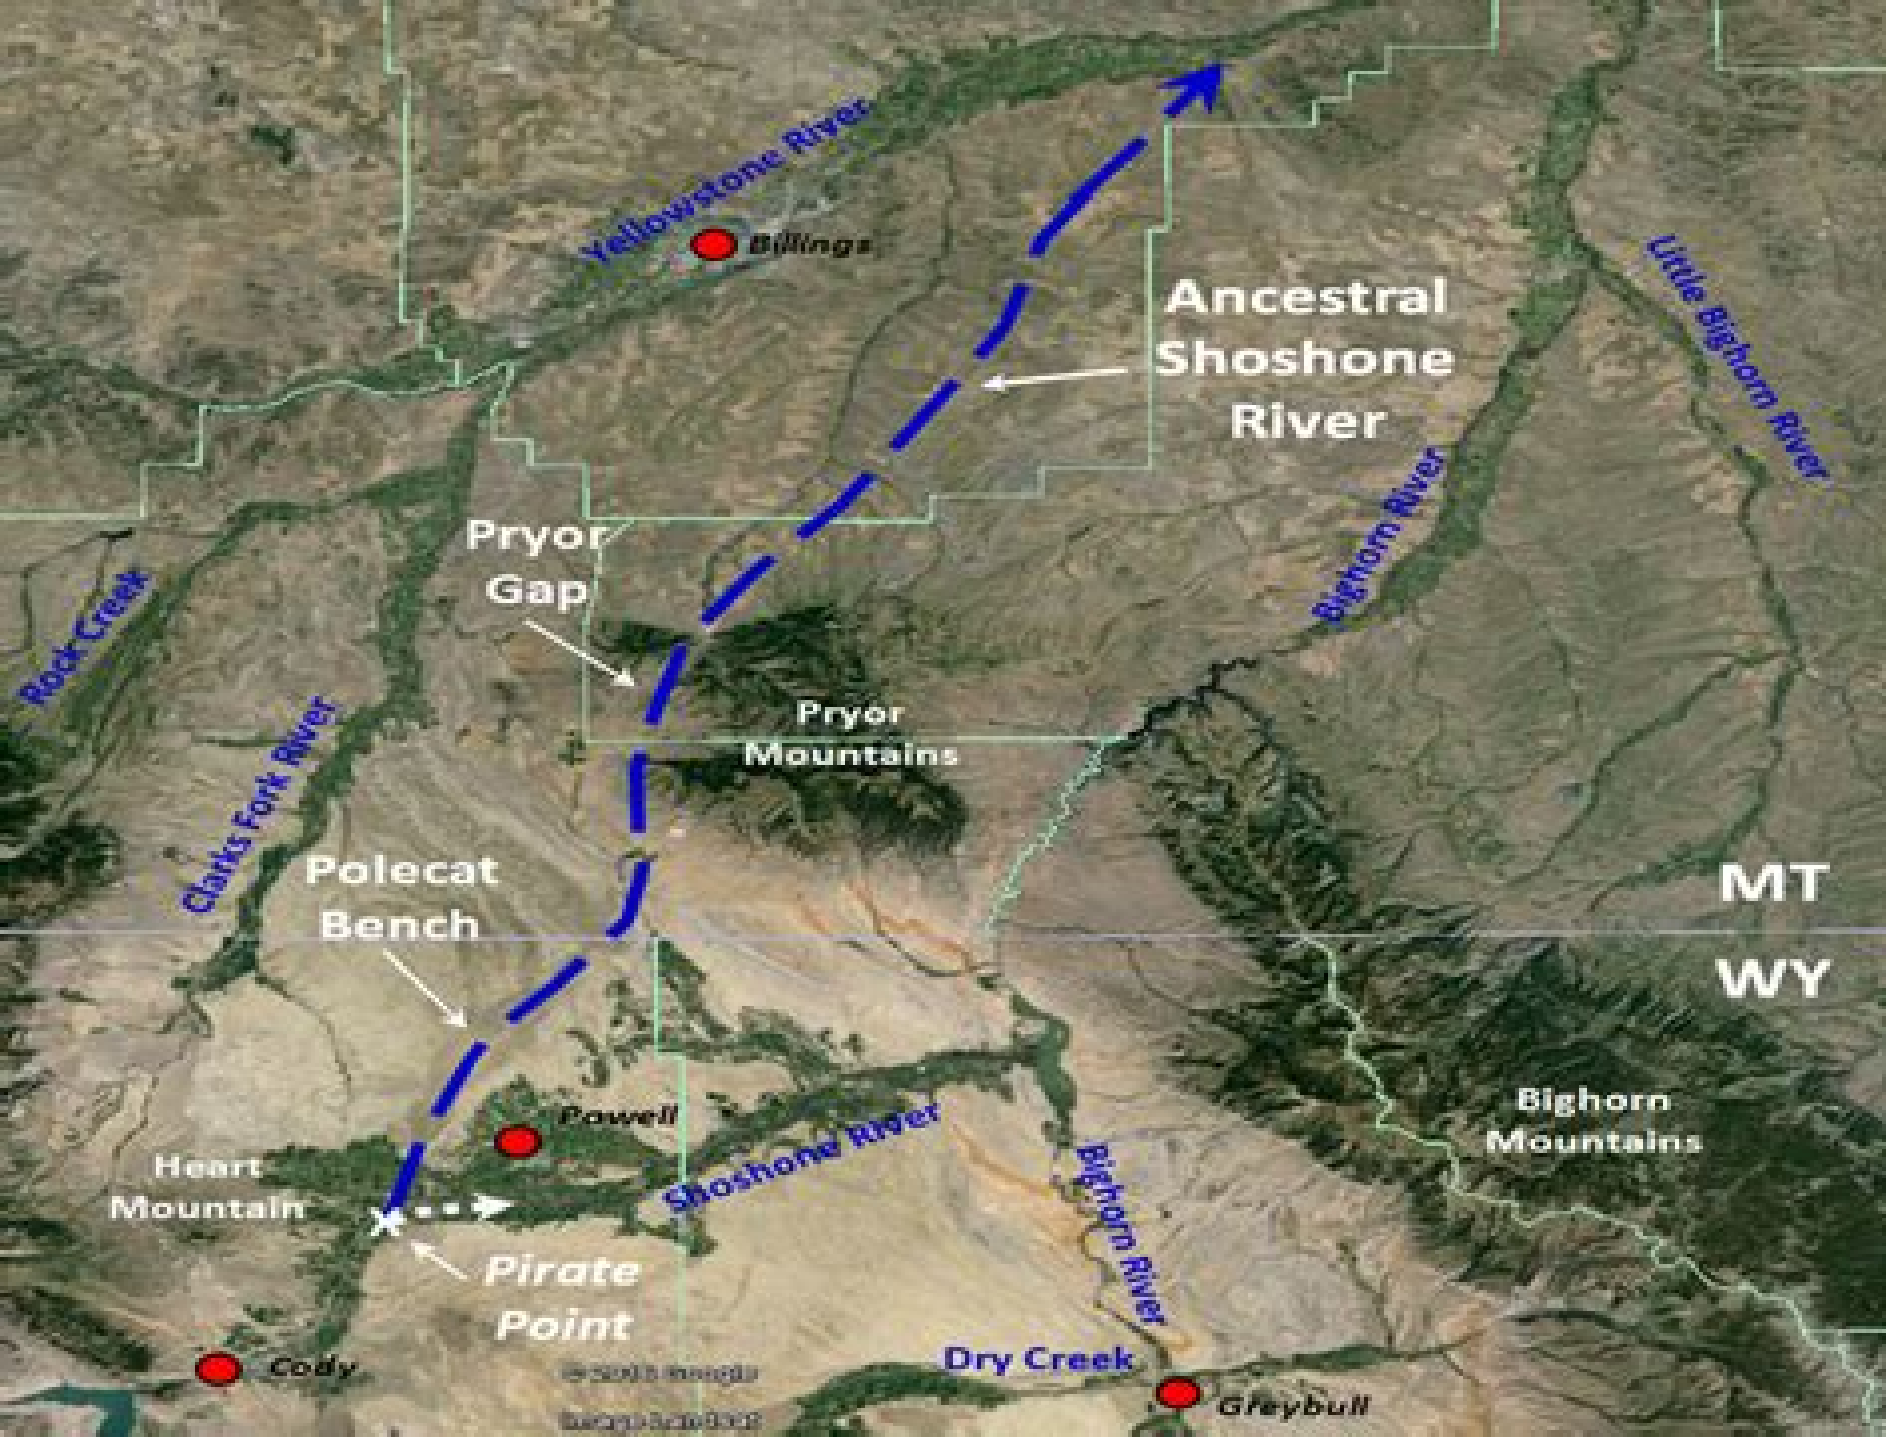 Yellowstone River
Billings
Little Bighorn River
Ancestral
Shoshone
River
Bighorn River
Pryor
Gap
Rock Creek
Clarks Fork River
Pryor
Mountains
Polecat
Bench
MT
WY
Powell
Shoshone River
Bighorn
Mountains
Heart
Mountain
Bighorn River
Pirate
Point
Cody
Dry Creek
Greybull
Google